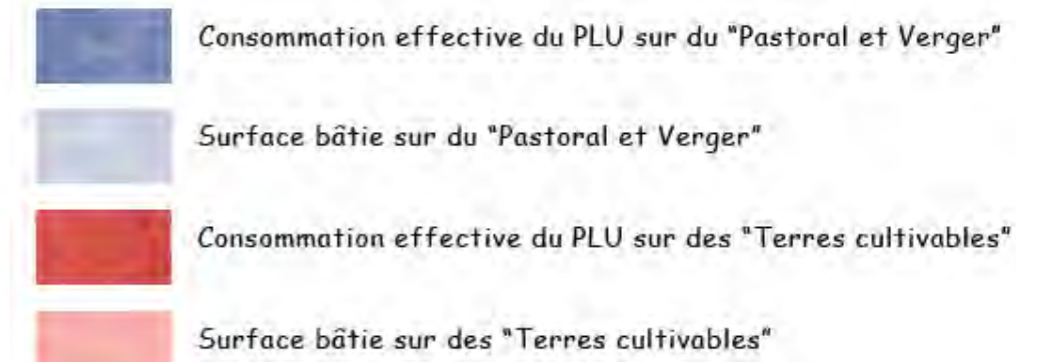 Consommation effective du PLU sur du "Pastoral et Verger"
Surface bâtie sur du "Pastoral et Verger"
Consommation effective du PLU sur des "Terres cultivables"
Surface bâtie sur des "Terres cultivables"